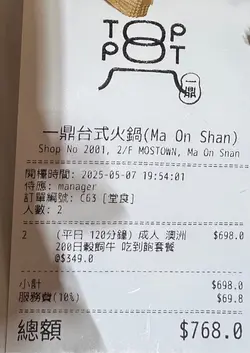 TOP
POT
一鼎
一鼎台式火鍋(Ma On Shan)
Shop No 2001, 2/F MOSTOWN, Ma On Shan
開檯時間: 2025-05-07 19:54:01
侍應: manager
訂單編號: C63 [堂食]
人數: 2
2 (平日 120分鐘) 成人 澳洲 $698.0
200日穀飼牛 吃到飽套餐
@$349.0
小計 $698.0
服務費(10%) $69.8
總額 $768.0